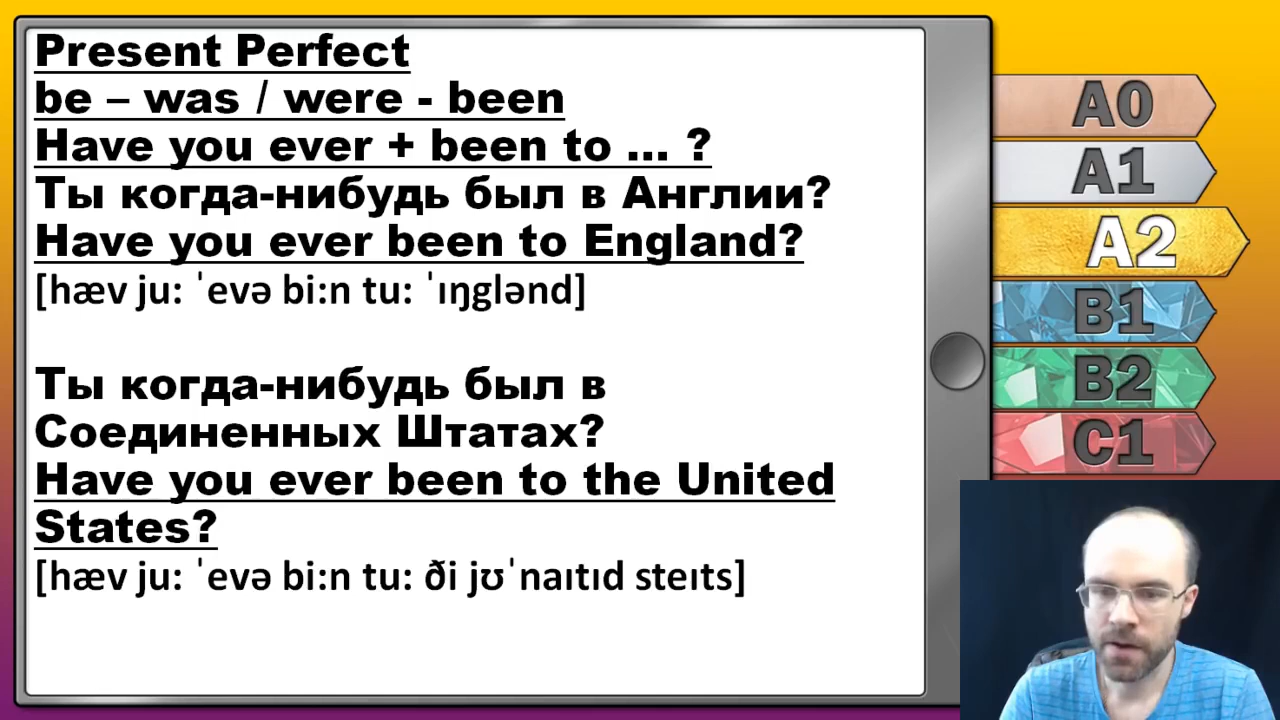 Present Perfect
be – was / were - been
Have you ever + been to ... ?
Ты когда-нибудь был в Англии?
Have you ever been to England?
[hæv ju: ˈevə bi:n tu: ˈɪŋglənd]
Ты когда-нибудь был в
Соединенных Штатах?
Have you ever been to the United
States?
[hæv ju: ˈevə bi:n tu: ði jʊˈnaɪtɪd steɪts]
A0
A1
A2
B1
B2
C1